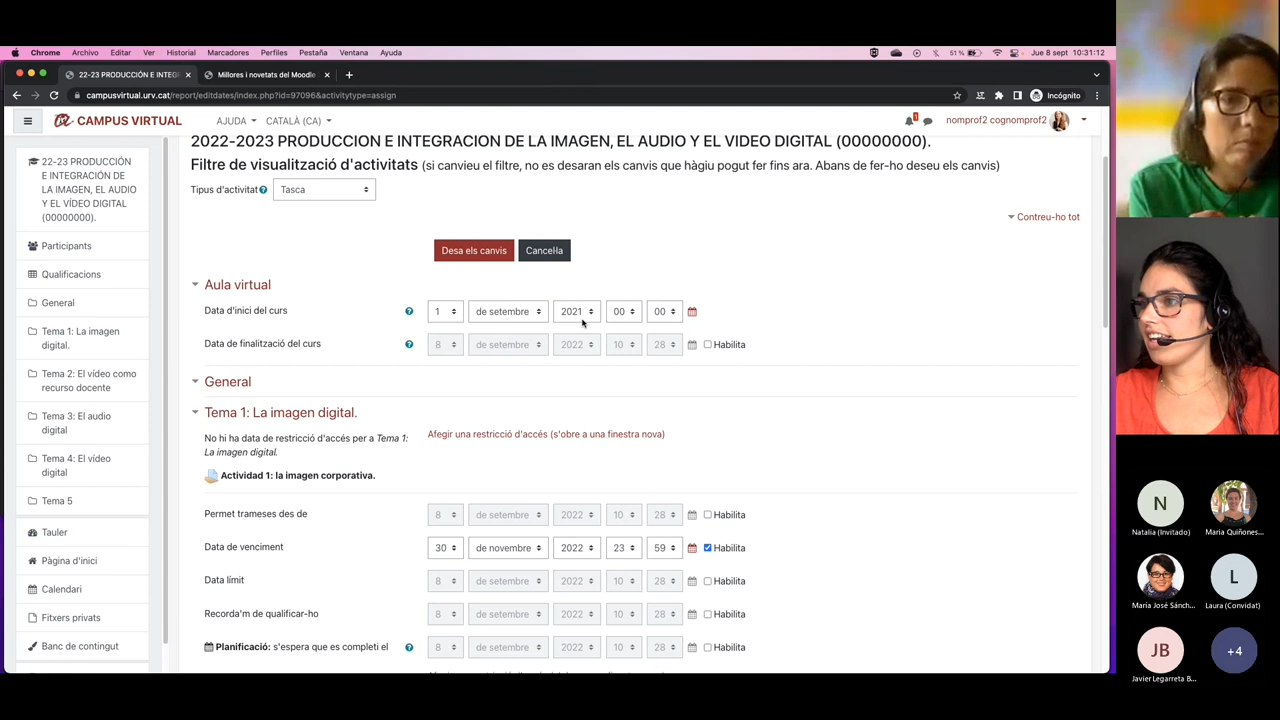 Chrome Arxiu Editar Ver Historial Marcadores Perfiles Pestaña Ventana Ayuda 51 % Jue 8 sept 10:31:12
22-23 PRODUCCIÓN E INTEG Millores i novetats del Moodle
campusvirtual.urv.cat/report/editdates/index.php?id=97096&activitytype=assign Incógnito
CAMPUS VIRTUAL AJUDA CATALÀ (CA) 1 nomprof2 cognomprof2
2022-2023 PRODUCCION E INTEGRACION DE LA IMAGEN, EL AUDIO Y EL VIDEO DIGITAL (00000000).
Filtre de visualització d'activitats (si canvieu el filtre, no es desaran els canvis que hàgiu pogut fer fins ara. Abans de fer-ho deseu els canvis)
Tipus d'activitat Tasca
Contreu-ho tot
Desa els canvis Cancel·la
Aula virtual
Data d'inici del curs 1 de setembre 2021 00 00
Data de finalització del curs 8 de setembre 2022 10 28 Habilita
General
Tema 1: La imagen digital.
No hi ha data de restricció d'accés per a Tema 1: Afegir una restricció d'accés (s'obre a una finestra nova)
La imagen digital.
Actividad 1: la imagen corporativa.
Permet trameses des de 8 de setembre 2022 10 28 Habilita
Data de venciment 30 de novembre 2022 23 59 Habilita
Data límit 8 de setembre 2022 10 28 Habilita
Recorda'm de qualificar-ho 8 de setembre 2022 10 28 Habilita
Planificació: s'espera que es completi el 8 de setembre 2022 10 28 Habilita
22-23 PRODUCCIÓN
E INTEGRACIÓN DE
LA IMAGEN, EL AUDIO
Y EL VÍDEO DIGITAL
(00000000).
Participants
Qualificacions
General
Tema 1: La imagen
digital.
Tema 2: El vídeo como
recurso docente
Tema 3: El audio
digital
Tema 4: El vídeo
digital
Tema 5
Tauler
Pàgina d'inici
Calendari
Fitxers privats
Banc de contingut
N
Natalia (Invitado) Maria Quiñones...
L
María José Sánch... Laura (Convidat)
JB +4
Javier Legarreta B...